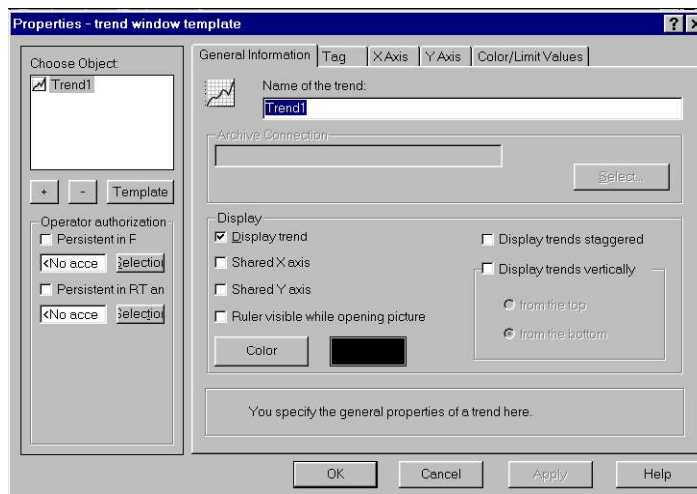 Properties - trend window template
Choose Object:
Trend1
+ - Template
Operator authorization
Persistent in F
<No acce Selection
Persistent in RT an
<No acce Selection
General Information Tag X Axis Y Axis Color/Limit Values
Name of the trend:
Trend1
Archive Connection
Select...
Display
Display trend
Shared X axis
Shared Y axis
Ruler visible while opening picture
Color
Display trends staggered
Display trends vertically
from the top
from the bottom
You specify the general properties of a trend here.
OK Cancel Apply Help